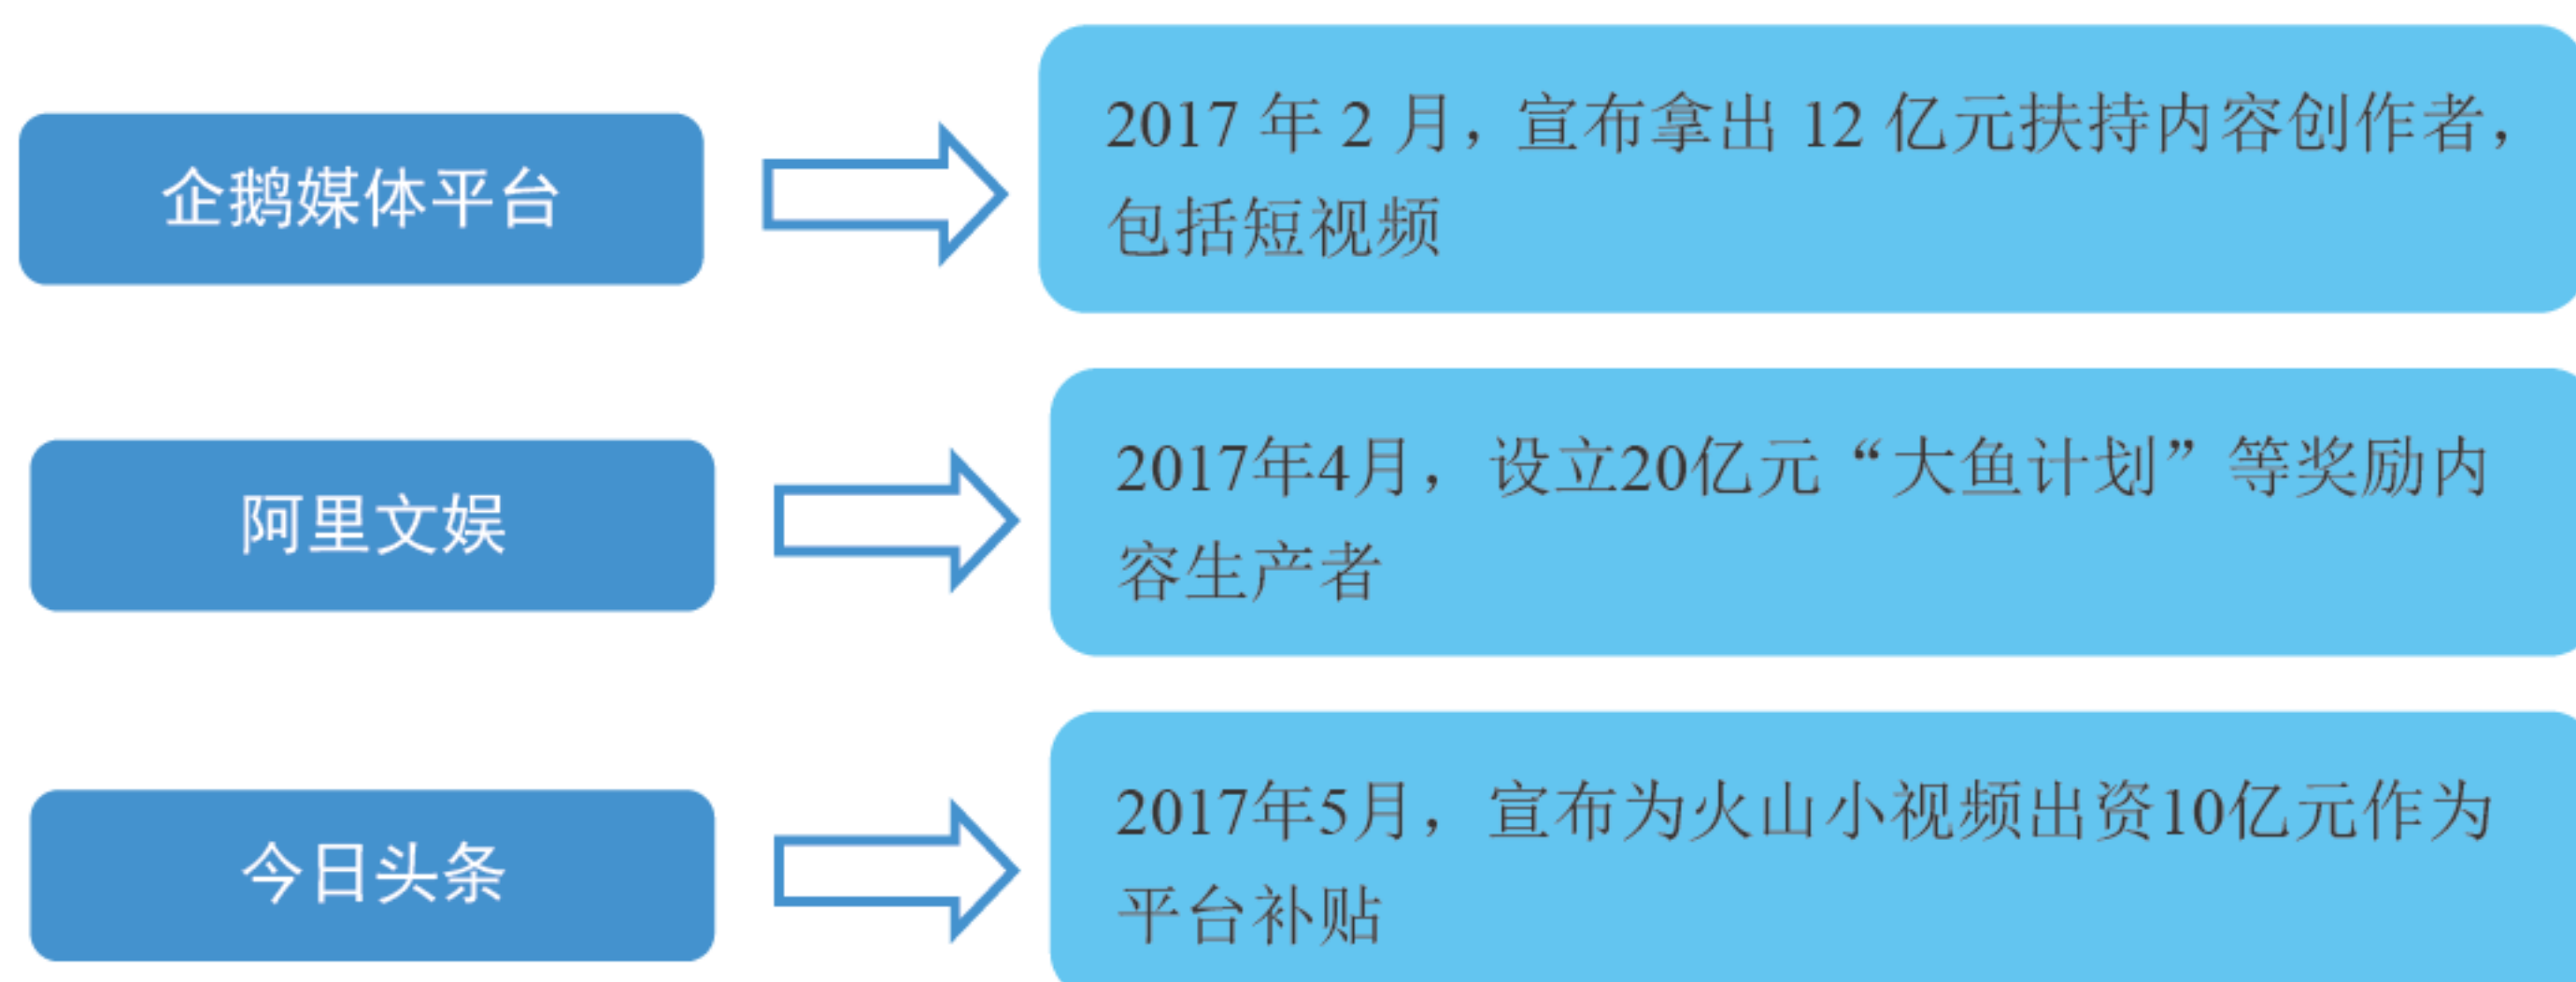 企鹅媒体平台
2017 年 2 月，宣布拿出 12 亿元扶持内容创作者，
包括短视频
阿里文娱
2017年4月，设立20亿元“大鱼计划”等奖励内
容生产者
今日头条
2017年5月，宣布为火山小视频出资10亿元作为
平台补贴